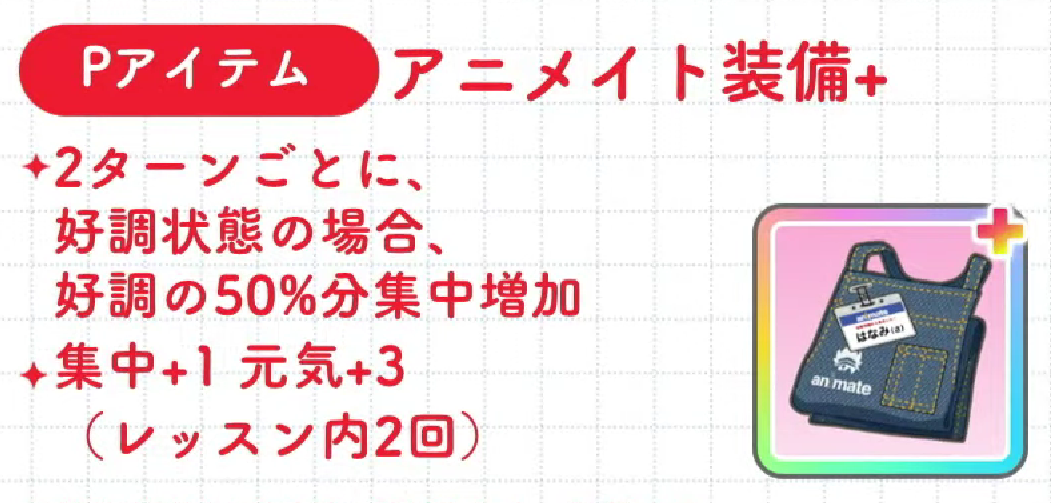 Pアイテム アニメイト装備+
✦2ターンごとに、
好調状態の場合、
好調の50%分集中増加
✦集中+1 元気+3
（レッスン内2回）
animate
はなみ(さ)
animate